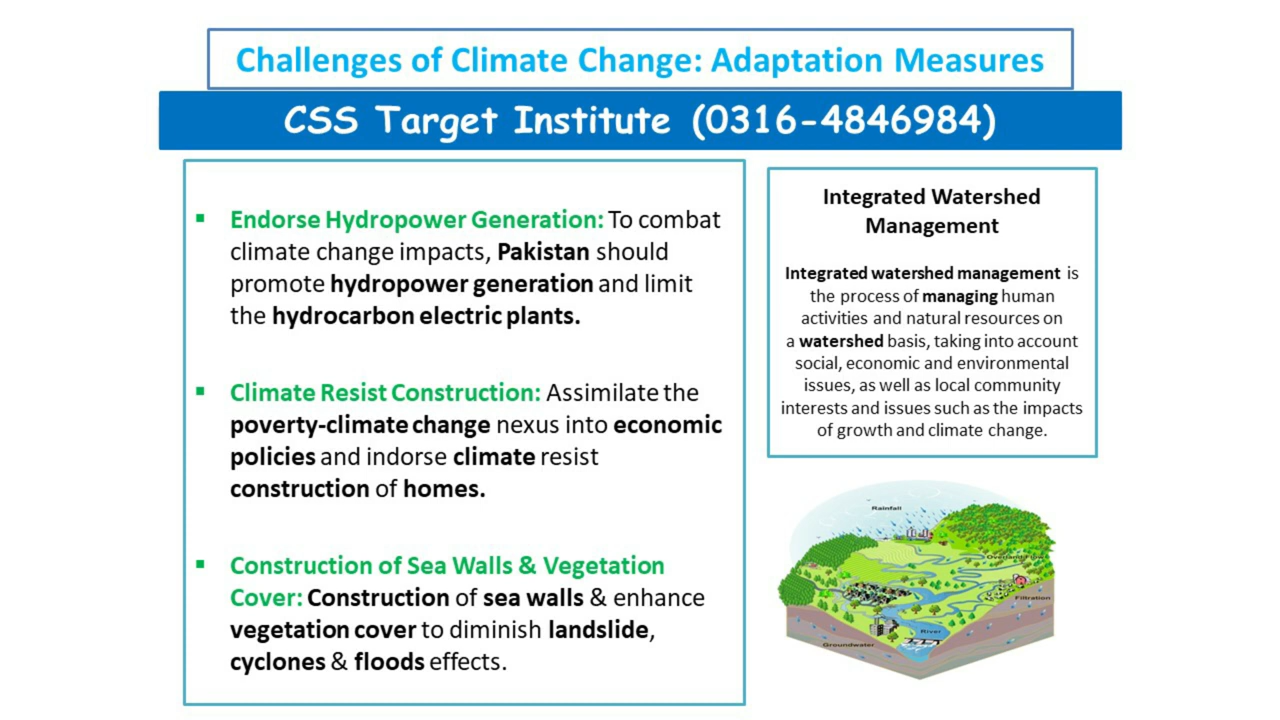 Challenges of Climate Change: Adaptation Measures
CSS Target Institute (0316-4846984)
▪ Endorse Hydropower Generation: To combat
climate change impacts, Pakistan should
promote hydropower generation and limit
the hydrocarbon electric plants.
▪ Climate Resist Construction: Assimilate the
poverty-climate change nexus into economic
policies and indorse climate resist
construction of homes.
▪ Construction of Sea Walls & Vegetation
Cover: Construction of sea walls & enhance
vegetation cover to diminish landslide,
cyclones & floods effects.
Integrated Watershed
Management
Integrated watershed management is
the process of managing human
activities and natural resources on
a watershed basis, taking into account
social, economic and environmental
issues, as well as local community
interests and issues such as the impacts
of growth and climate change.
Rainfall
Overland Flow
Filtration
River
Groundwater